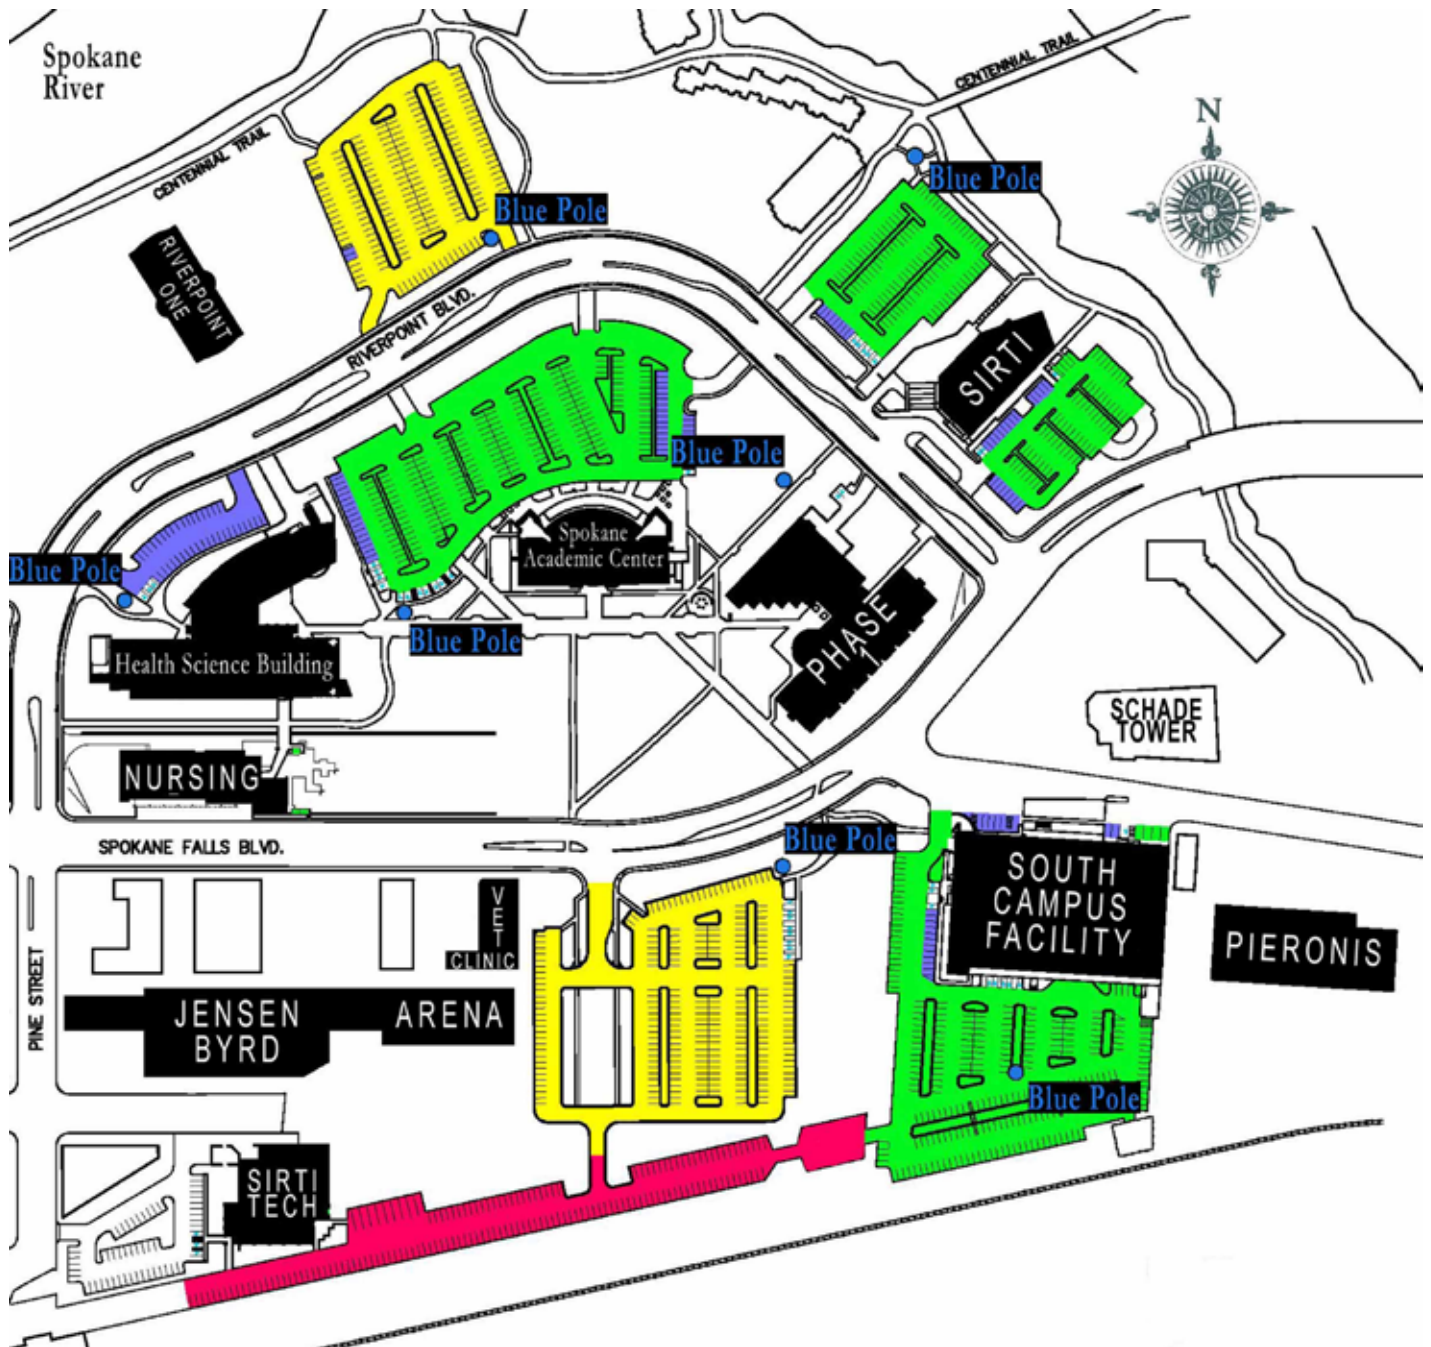 Spokane
River
N
CENTENNIAL TRAIL
CENTENNIAL TRAIL
Blue Pole
Blue Pole
RIVERPOINT
ONE
RIVERPOINT BLVD.
SIRTI
Blue Pole
Spokane
Academic Center
Blue Pole
Blue Pole
PHASE
1
Health Science Building
SCHADE
TOWER
NURSING
SPOKANE FALLS BLVD.
Blue Pole
SOUTH
CAMPUS
FACILITY
VET
CLINIC
PIERONIS
PINE STREET
JENSEN
BYRD
ARENA
Blue Pole
SIRTI
TECH